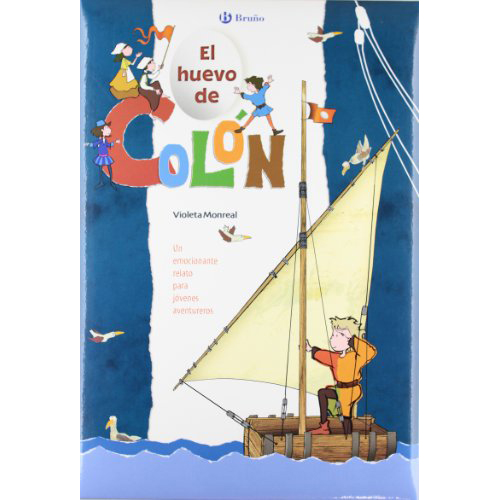 Bruño
El
huevo
de
COLÓN
Violeta Monreal
Un
emocionante
relato
para
jóvenes
aventureros